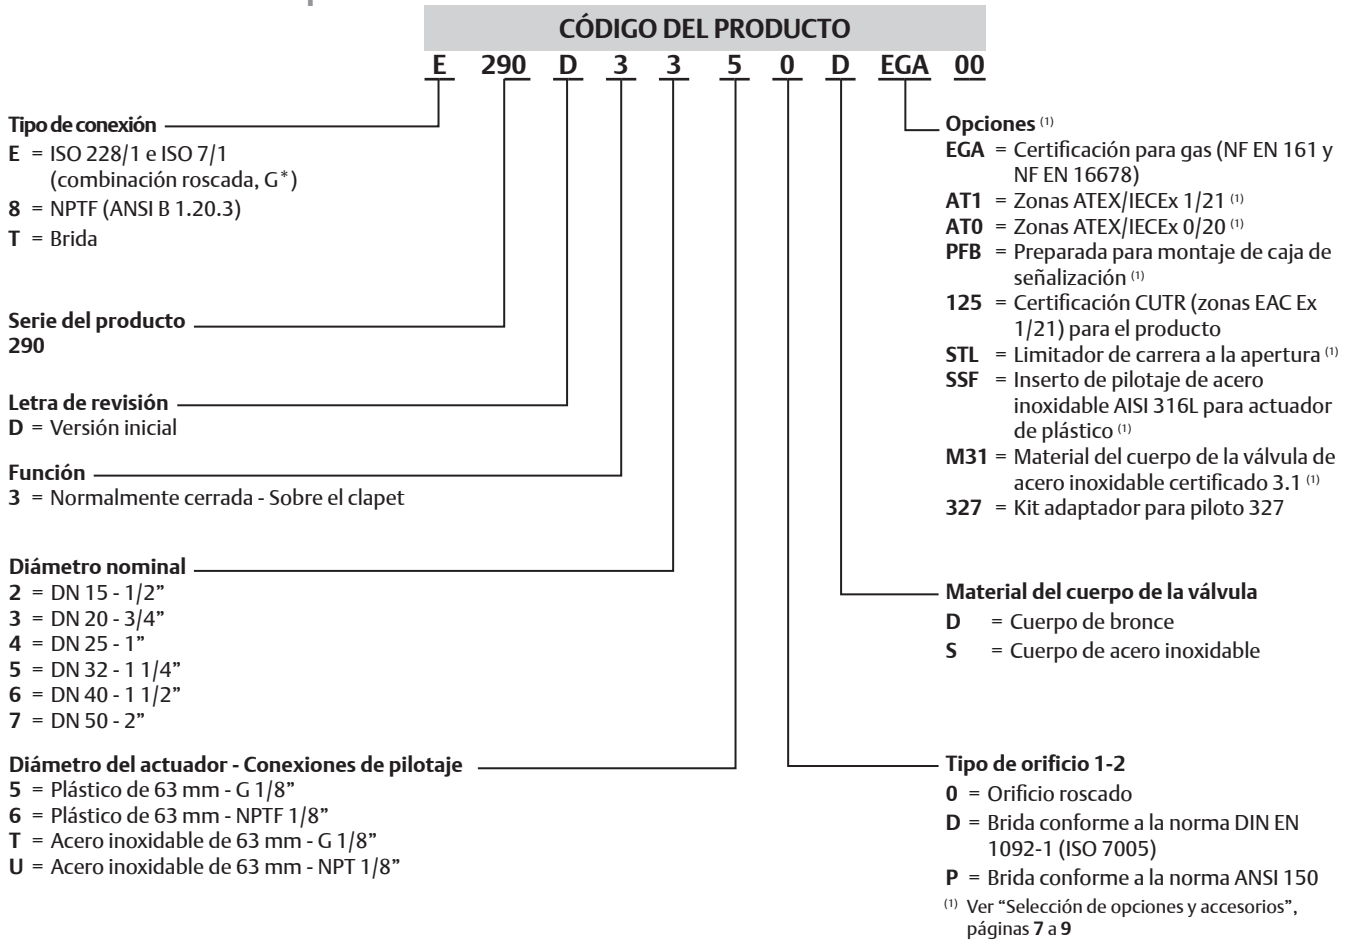 CÓDIGO DEL PRODUCTO
E 290 D 3 3 5 0 D EGA 00
Tipo de conexión
E = ISO 228/1 e ISO 7/1
(combinación roscada, G*)
8 = NPTF (ANSI B 1.20.3)
T = Brida
Serie del producto
290
Letra de revisión
D = Versión inicial
Función
3 = Normalmente cerrada - Sobre el clapet
Diámetro nominal
2 = DN 15 - 1/2”
3 = DN 20 - 3/4”
4 = DN 25 - 1”
5 = DN 32 - 1 1/4”
6 = DN 40 - 1 1/2”
7 = DN 50 - 2”
Diámetro del actuador - Conexiones de pilotaje
5 = Plástico de 63 mm - G 1/8”
6 = Plástico de 63 mm - NPTF 1/8”
T = Acero inoxidable de 63 mm - G 1/8”
U = Acero inoxidable de 63 mm - NPT 1/8”
Opciones (1)
EGA = Certificación para gas (NF EN 161 y
NF EN 16678)
AT1 = Zonas ATEX/IECEx 1/21 (1)
AT0 = Zonas ATEX/IECEx 0/20 (1)
PFB = Preparada para montaje de caja de
señalización (1)
125 = Certificación CUTR (zonas EAC Ex
1/21) para el producto
STL = Limitador de carrera a la apertura (1)
SSF = Inserto de pilotaje de acero
inoxidable AISI 316L para actuador
de plástico (1)
M31 = Material del cuerpo de la válvula de
acero inoxidable certificado 3.1 (1)
327 = Kit adaptador para piloto 327
Material del cuerpo de la válvula
D = Cuerpo de bronce
S = Cuerpo de acero inoxidable
Tipo de orificio 1-2
0 = Orificio roscado
D = Brida conforme a la norma DIN EN
1092-1 (ISO 7005)
P = Brida conforme a la norma ANSI 150
(1) Ver “Selección de opciones y accesorios”,
páginas 7 a 9